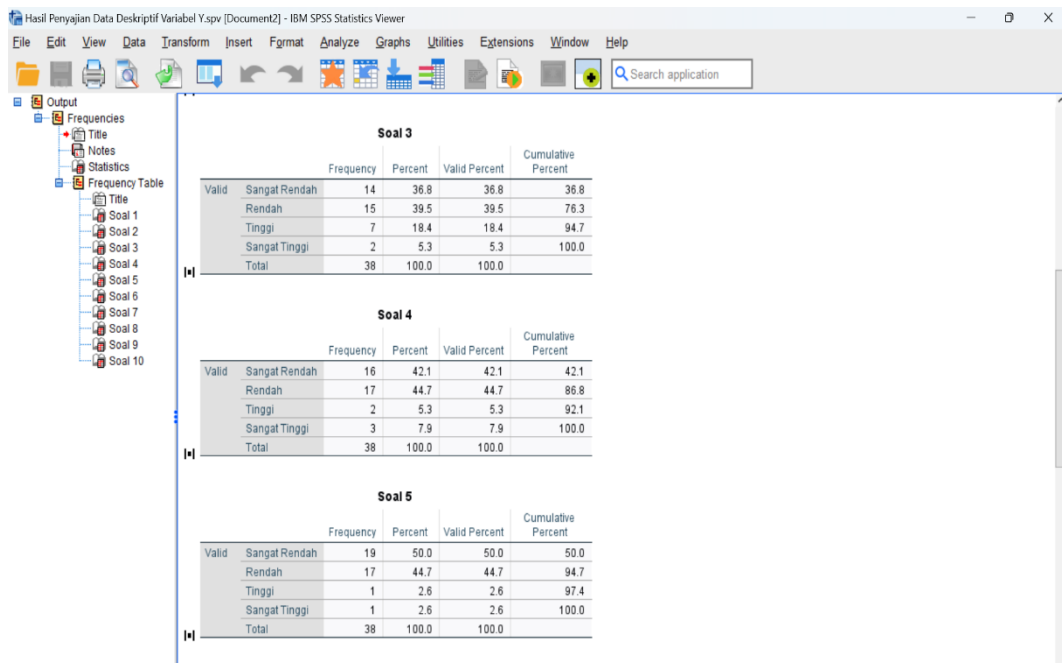 Hasil Penyajian Data Deskriptif Variabel Y.spv [Document2] - IBM SPSS Statistics Viewer
File Edit View Data Transform Insert Format Analyze Graphs Utilities Extensions Window Help
Search application
Output
Frequencies
Title
Notes
Statistics
Frequency Table
Title
Soal 1
Soal 2
Soal 3
Soal 4
Soal 5
Soal 6
Soal 7
Soal 8
Soal 9
Soal 10
Soal 3
Frequency Percent Valid Percent Cumulative Percent
Valid Sangat Rendah 14 36.8 36.8 36.8
Rendah 15 39.5 39.5 76.3
Tinggi 7 18.4 18.4 94.7
Sangat Tinggi 2 5.3 5.3 100.0
Total 38 100.0 100.0
Soal 4
Frequency Percent Valid Percent Cumulative Percent
Valid Sangat Rendah 16 42.1 42.1 42.1
Rendah 17 44.7 44.7 86.8
Tinggi 2 5.3 5.3 92.1
Sangat Tinggi 3 7.9 7.9 100.0
Total 38 100.0 100.0
Soal 5
Frequency Percent Valid Percent Cumulative Percent
Valid Sangat Rendah 19 50.0 50.0 50.0
Rendah 17 44.7 44.7 94.7
Tinggi 1 2.6 2.6 97.4
Sangat Tinggi 1 2.6 2.6 100.0
Total 38 100.0 100.0